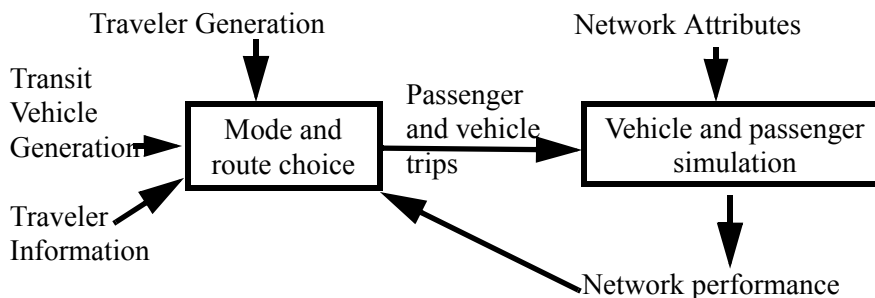 Traveler Generation
Network Attributes
Transit
Vehicle
Generation
Mode and
route choice
Passenger
and vehicle
trips
Vehicle and passenger
simulation
Traveler
Information
Network performance